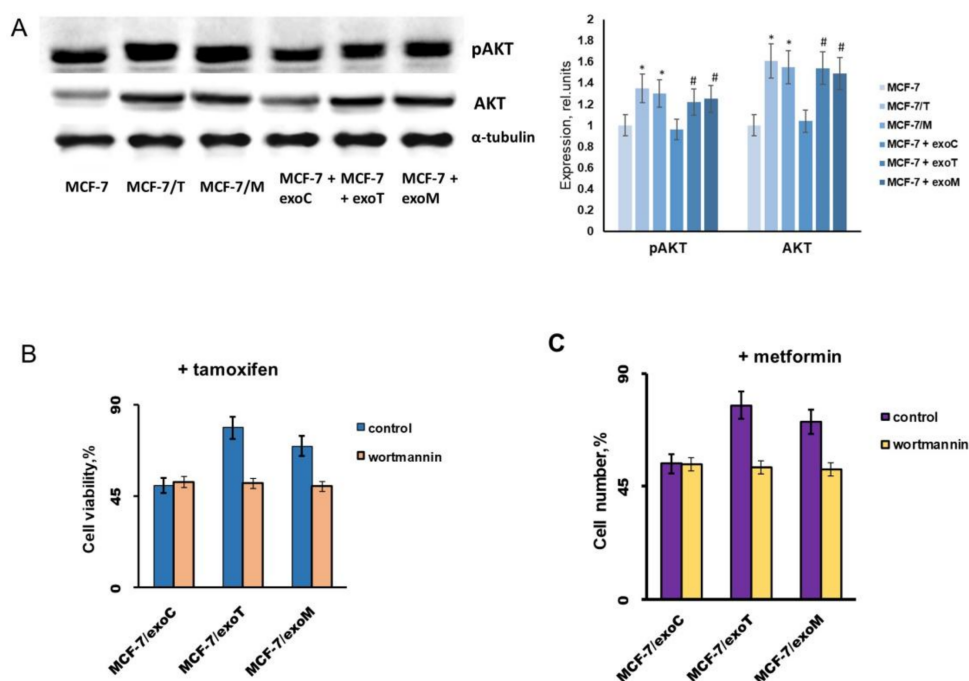 A
pAKT
AKT
α-tubulin
MCF-7
MCF-7/T
MCF-7/M
MCF-7 +
exoC
MCF-7
+ exoT
MCF-7 +
exoM
Expression, rel.units
2
1.8
1.6
1.4
1.2
1
0.8
0.6
0.4
0.2
0
* * # #
* * # #
pAKT
AKT
MCF-7
MCF-7/T
MCF-7/M
MCF-7 + exoC
MCF-7 + exoT
MCF-7 + exoM
B
+ tamoxifen
Cell viability,%
90
45
0
MCF-7/exoC
MCF-7/exoT
MCF-7/exoM
control
wortmannin
C
+ metformin
Cell number,%
90
45
0
MCF-7/exoC
MCF-7/exoT
MCF-7/exoM
control
wortmannin